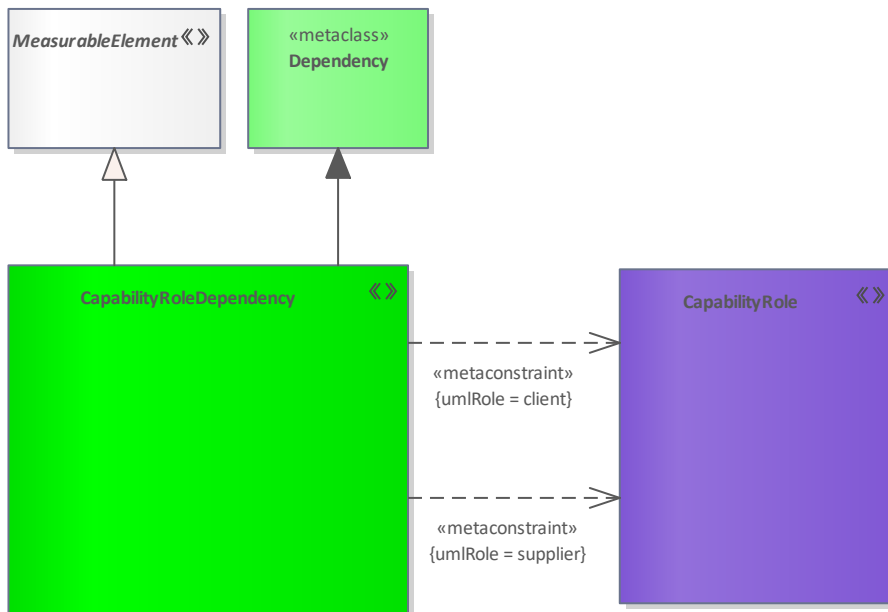 MeasurableElement «»
«metaclass»
Dependency
CapabilityRoleDependency «»
CapabilityRole «»
«metaconstraint»
{umlRole = client}
«metaconstraint»
{umlRole = supplier}